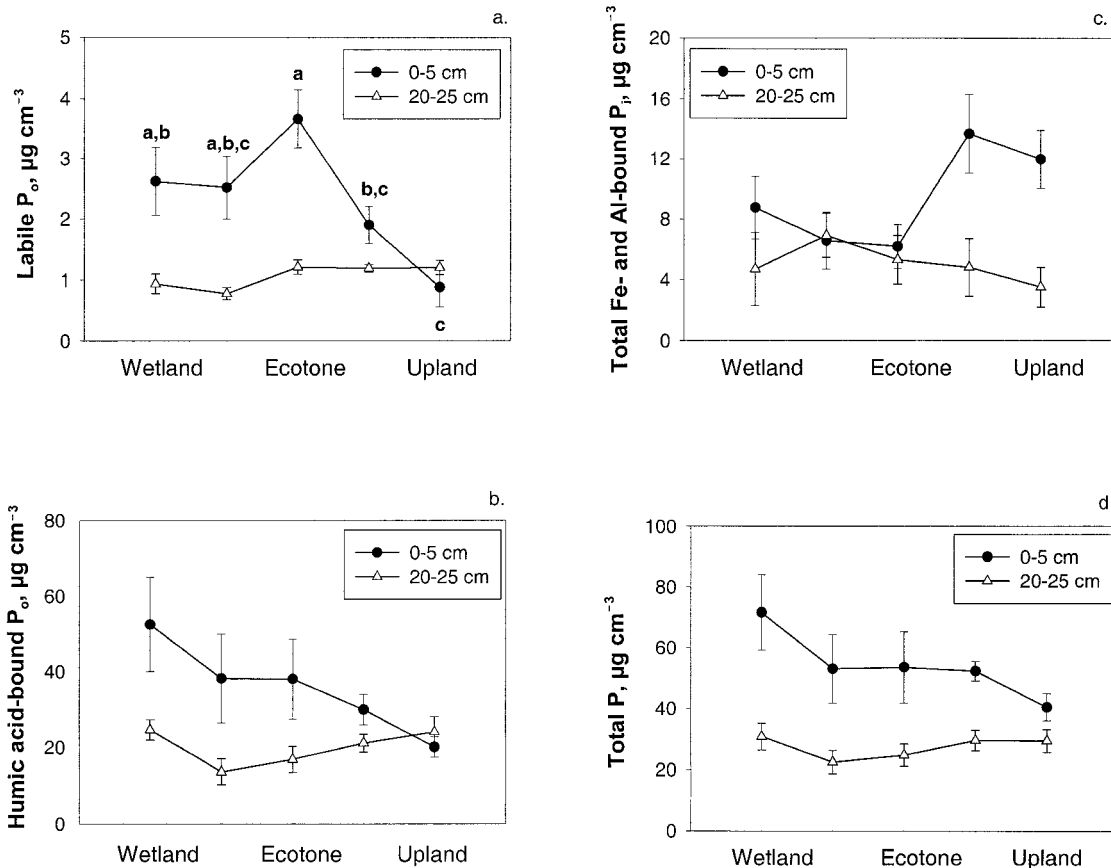 a.
Labile Pₒ, µg cm⁻³
5
4
3
2
1
0
0-5 cm
20-25 cm
a,b
a,b,c
a
b,c
c
Wetland Ecotone Upland
c.
Total Fe- and Al-bound Pᵢ, µg cm⁻³
20
16
12
8
4
0
0-5 cm
20-25 cm
Wetland Ecotone Upland
b.
Humic acid-bound Pₒ, µg cm⁻³
80
60
40
20
0
0-5 cm
20-25 cm
Wetland Ecotone Upland
d
Total P, µg cm⁻³
100
80
60
40
20
0
0-5 cm
20-25 cm
Wetland Ecotone Upland